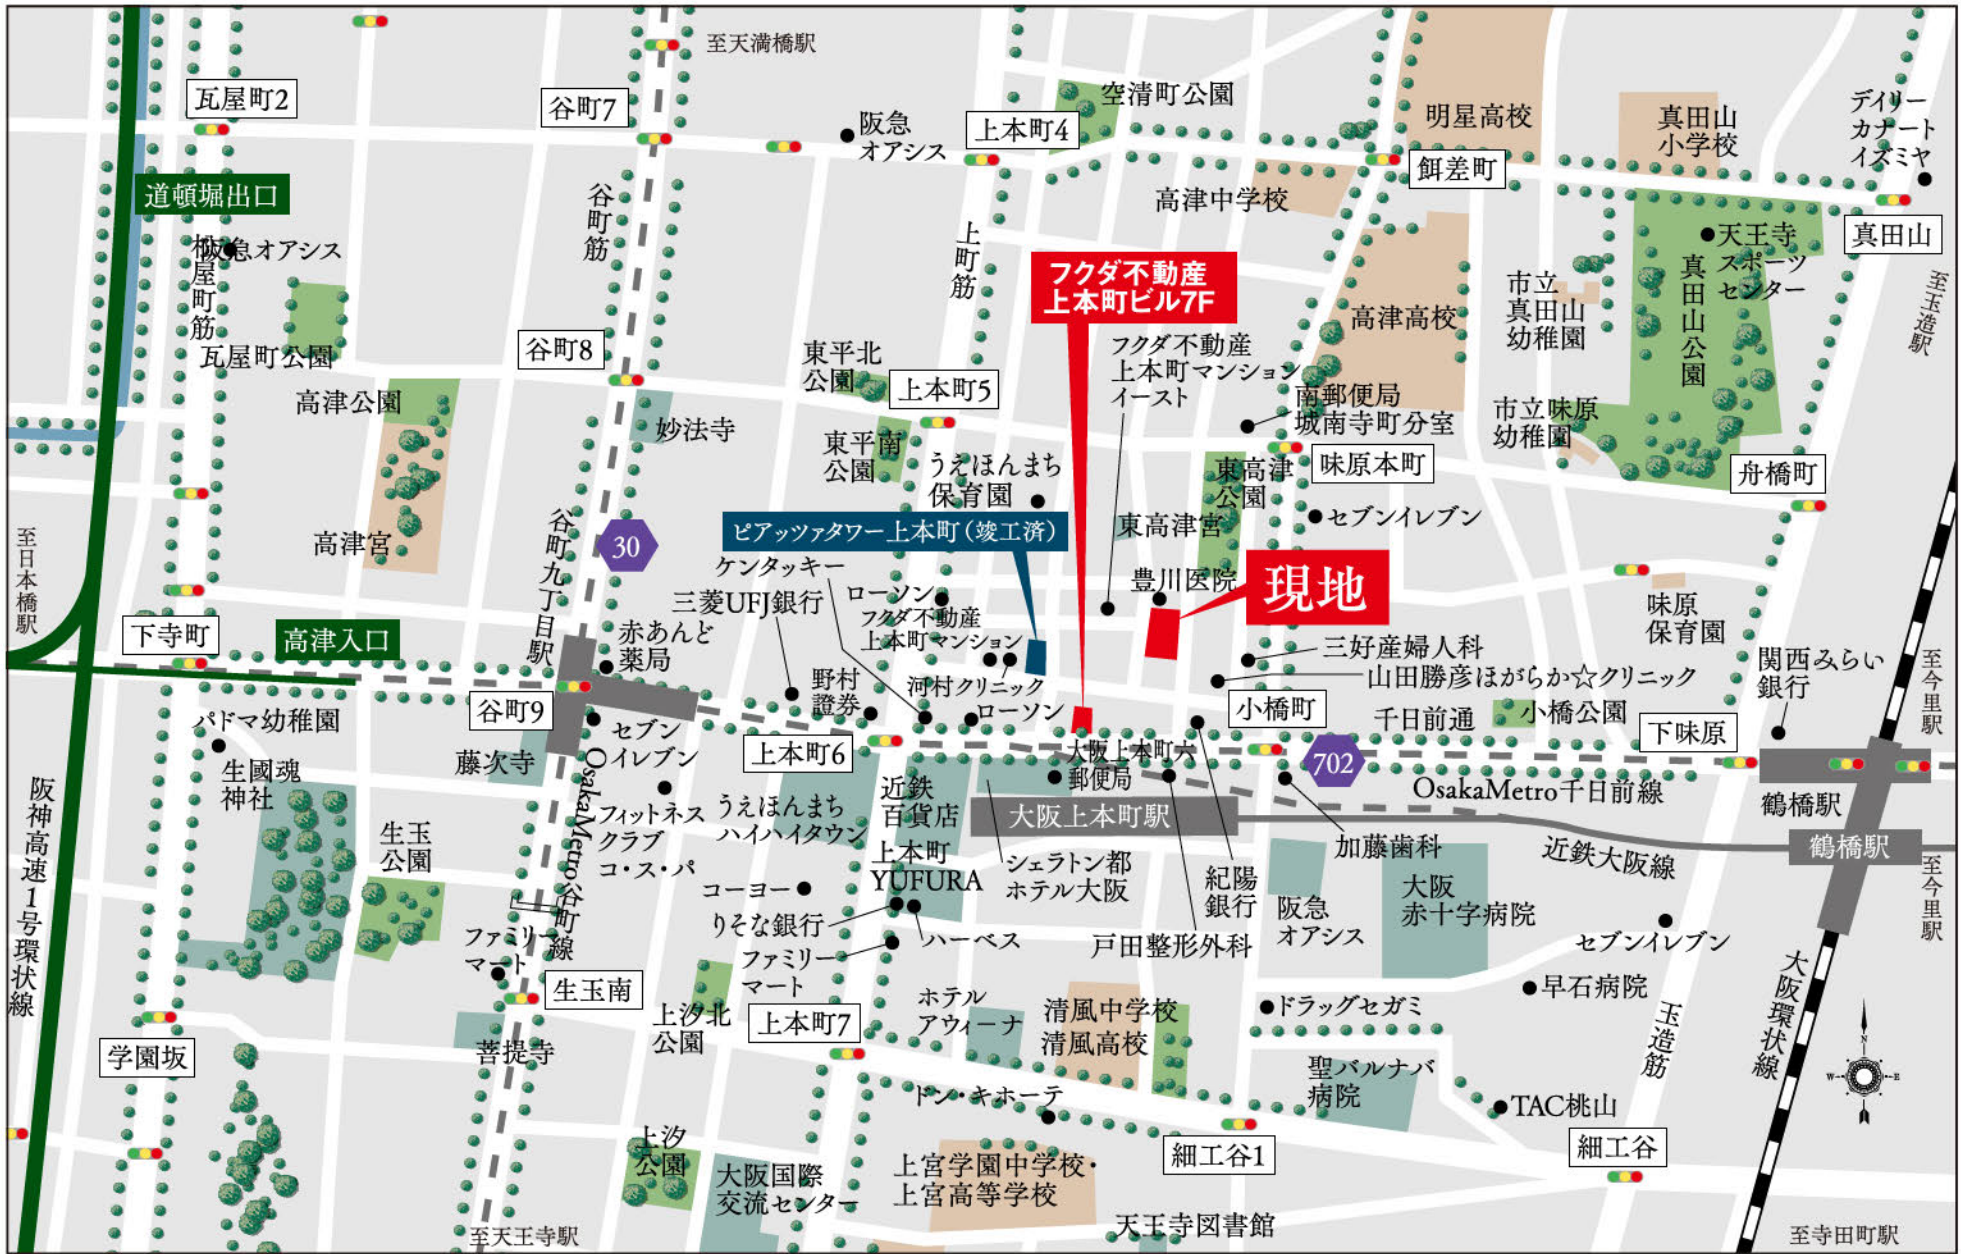 至天満橋駅
瓦屋町2
谷町7
阪急
オアシス
上本町4
空清町公園
明星高校
真田山
小学校
デイリー
カナート
イズミヤ
餌差町
道頓堀出口
谷町筋
高津中学校
真田山
阪急オアシス
松屋町筋
上町筋
フクダ不動産
上本町ビル7F
天王寺
スポーツ
センター
真田山公園
市立
真田山
幼稚園
至玉造駅
高津高校
瓦屋町公園
谷町8
東平北
公園
フクダ不動産
上本町マンション
イースト
高津公園
上本町5
南郵便局
城南寺町分室
市立味原
幼稚園
妙法寺
東平南
公園
うえほんまち
保育園
東高津
公園
味原本町
舟橋町
高津宮
ピアッツァタワー上本町（竣工済）
東高津宮
セブンイレブン
至日本橋駅
谷町九丁目駅
30
ケンタッキー
三菱UFJ銀行
ローソン
フクダ不動産
上本町マンション
豊川医院
現地
味原
保育園
下寺町
高津入口
赤あんど
薬局
三好産婦人科
山田勝彦ほがらか☆クリニック
関西みらい
銀行
至今里駅
谷町9
野村
證券
河村クリニック
ローソン
小橋町
千日前通
小橋公園
下味原
パドマ幼稚園
セブン
イレブン
上本町6
大阪上本町六
郵便局
702
生國魂
神社
藤次寺
OsakaMetro谷町線
フィットネス
クラブ
コ・ス・パ
うえほんまち
ハイハイタウン
近鉄
百貨店
大阪上本町駅
OsakaMetro千日前線
鶴橋駅
鶴橋駅
阪神高速1号環状線
生玉
公園
上本町
YUFURA
シェラトン都
ホテル大阪
紀陽
銀行
加藤歯科
近鉄大阪線
至今里駅
コーヨー
りそな銀行
ハーベス
戸田整形外科
阪急
オアシス
大阪
赤十字病院
セブンイレブン
ファミリー
マート
ファミリー
マート
生玉南
上汐北
公園
上本町7
ホテル
アウィーナ
清風中学校
清風高校
ドラッグセガミ
早石病院
玉造筋
大阪環状線
学園坂
菩提寺
聖バルナバ
病院
N
W
E
ドン・キホーテ
TAC桃山
上汐
公園
大阪国際
交流センター
上宮学園中学校・
上宮高等学校
細工谷1
細工谷
天王寺図書館
至天王寺駅
至寺田町駅